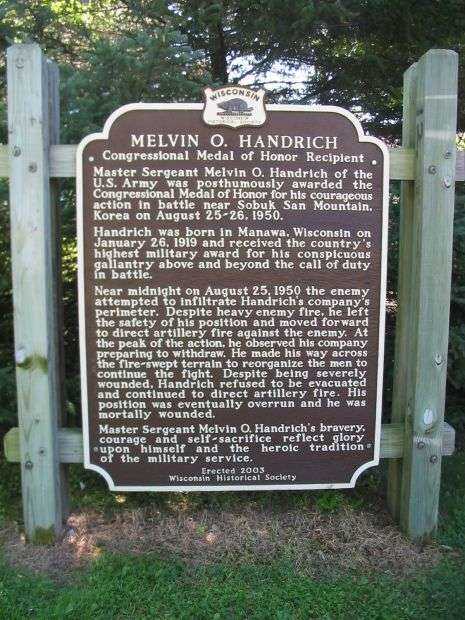 WISCONSIN
MELVIN O. HANDRICH
Congressional Medal of Honor Recipient
Master Sergeant Melvin O. Handrich of the
U.S. Army was posthumously awarded the
Congressional Medal of Honor for his courageous
action in battle near Sobuk San Mountain,
Korea on August 25-26, 1950.
Handrich was born in Manawa, Wisconsin on
January 26, 1919 and received the country's
highest military award for his conspicuous
gallantry above and beyond the call of duty
in battle.
Near midnight on August 25, 1950 the enemy
attempted to infiltrate Handrich's company's
perimeter. Despite heavy enemy fire, he left
the safety of his position and moved forward
to direct artillery fire against the enemy. At
the peak of the action, he observed his company
preparing to withdraw. He made his way across
the fire-swept terrain to reorganize the men to
continue the fight. Despite being severely
wounded, Handrich refused to be evacuated
and continued to direct artillery fire. His
position was eventually overrun and he was
mortally wounded.
Master Sergeant Melvin O. Handrich's bravery,
courage and self-sacrifice reflect glory
upon himself and the heroic tradition
of the military service.
Erected 2003
Wisconsin Historical Society